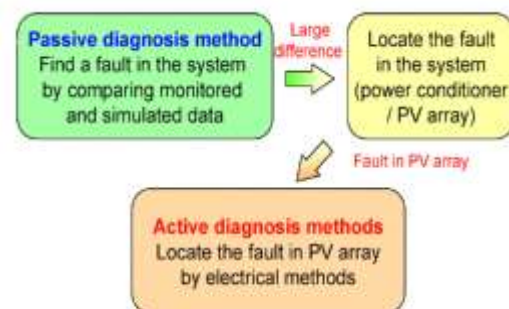 Passive diagnosis method
Find a fault in the system
by comparing monitored
and simulated data
Large
difference
Locate the fault
in the system
(power conditioner
/ PV array)
Fault in PV array
Active diagnosis methods
Locate the fault in PV array
by electrical methods